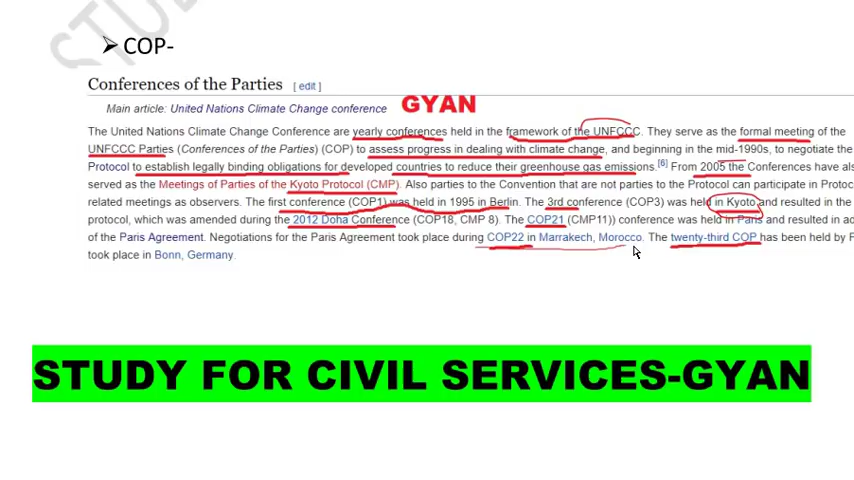 STUD
➢ COP-
Conferences of the Parties [ edit ]
GYAN
Main article: United Nations Climate Change conference
The United Nations Climate Change Conference are yearly conferences held in the framework of the UNFCCC. They serve as the formal meeting of the
UNFCCC Parties (Conferences of the Parties) (COP) to assess progress in dealing with climate change, and beginning in the mid-1990s, to negotiate the
Protocol to establish legally binding obligations for developed countries to reduce their greenhouse gas emissions.[6] From 2005 the Conferences have als
served as the Meetings of Parties of the Kyoto Protocol (CMP). Also parties to the Convention that are not parties to the Protocol can participate in Protoc
related meetings as observers. The first conference (COP1) was held in 1995 in Berlin. The 3rd conference (COP3) was held in Kyoto and resulted in the
protocol, which was amended during the 2012 Doha Conference (COP18, CMP 8). The COP21 (CMP11) conference was held in Paris and resulted in ad
of the Paris Agreement. Negotiations for the Paris Agreement took place during COP22 in Marrakech, Morocco. The twenty-third COP has been held by F
took place in Bonn, Germany.
STUDY FOR CIVIL SERVICES-GYAN